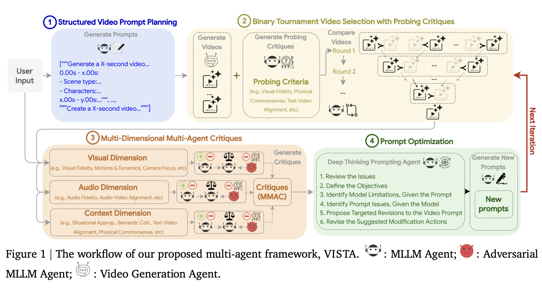 1 Structured Video Prompt Planning
Generate Prompts
[""Generate a X-second video...
0.00s - x.00s:
- Scene type:...
- Characters:...
x.00s - y.00s:,,"", ...,
"""Create a X-second video..."""]
User
Input
2 Binary Tournament Video Selection with Probing Critiques
Generate
Videos
Generate Probing
Critiques
Probing Criteria
(e.g., Visual Fidelity, Physical
Commonsense, Text-Video
Alignment, etc.)
Compare
Videos
Round 1
Round 2
...
Next Iteration
3 Multi-Dimensional Multi-Agent Critiques
Visual Dimension
(e.g., Visual Fidelity, Motions & Dynamics, Camera Focus, etc.)
Audio Dimension
(e.g., Audio Fidelity, Audio-Video Alignment, etc.)
Context Dimension
(e.g., Situational Approp., Semantic Coh., Text-Video
Alignment, Physical Commonsense, etc.)
Generate
Critiques
Critiques
(MMAC)
4 Prompt Optimization
Deep Thinking Prompting Agent
1. Review the Issues
2. Define the Objectives
3. Identify Model Limitations, Given the Prompt
4. Identify Prompt Issues, Given the Model
5. Propose Targeted Revisions to the Video Prompt
6. Revise the Suggested Modification Actions
Generate New
Prompts
New
prompts
Figure 1 | The workflow of our proposed multi-agent framework, VISTA. : MLLM Agent; : Adversarial
MLLM Agent; : Video Generation Agent.